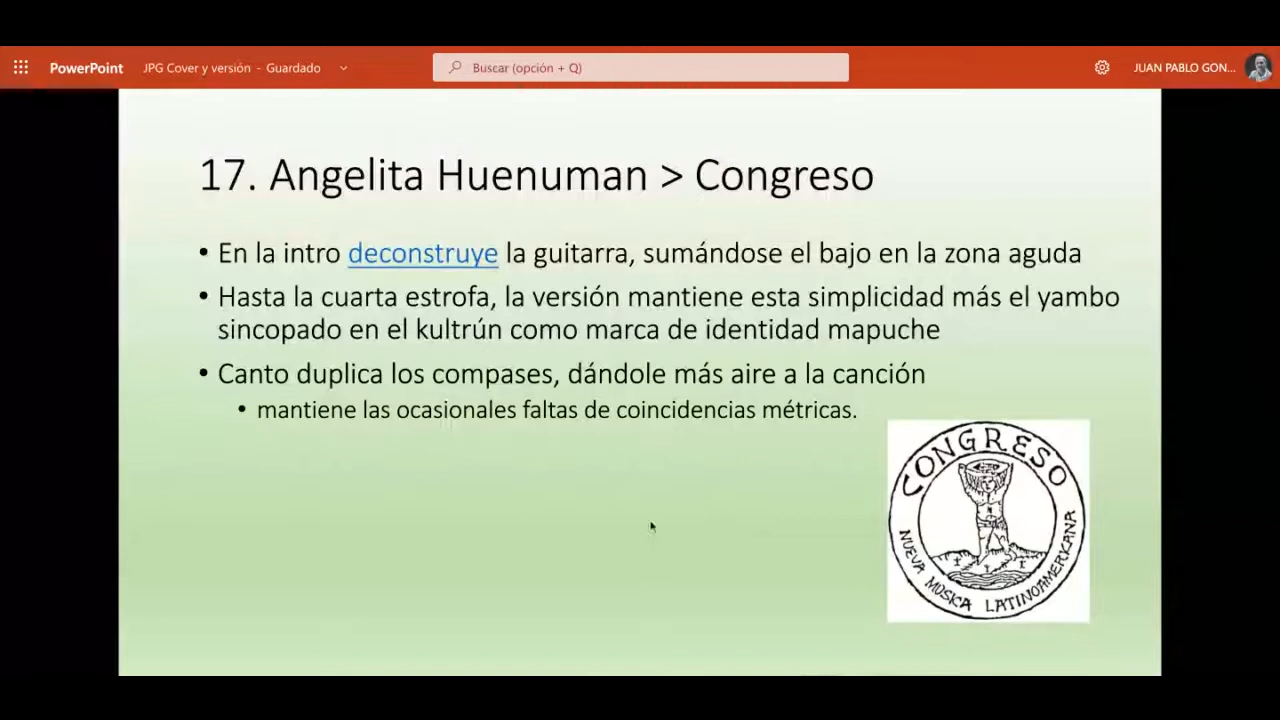 PowerPoint JPG Cover y versión - Guardado Buscar (opción + Q) JUAN PABLO GON...
17. Angelita Huenuman > Congreso
• En la intro deconstruye la guitarra, sumándose el bajo en la zona aguda
• Hasta la cuarta estrofa, la versión mantiene esta simplicidad más el yambo
sincopado en el kultrún como marca de identidad mapuche
• Canto duplica los compases, dándole más aire a la canción
• mantiene las ocasionales faltas de coincidencias métricas.
CONGRESO
NUEVA MUSICA LATINOAMERICANA